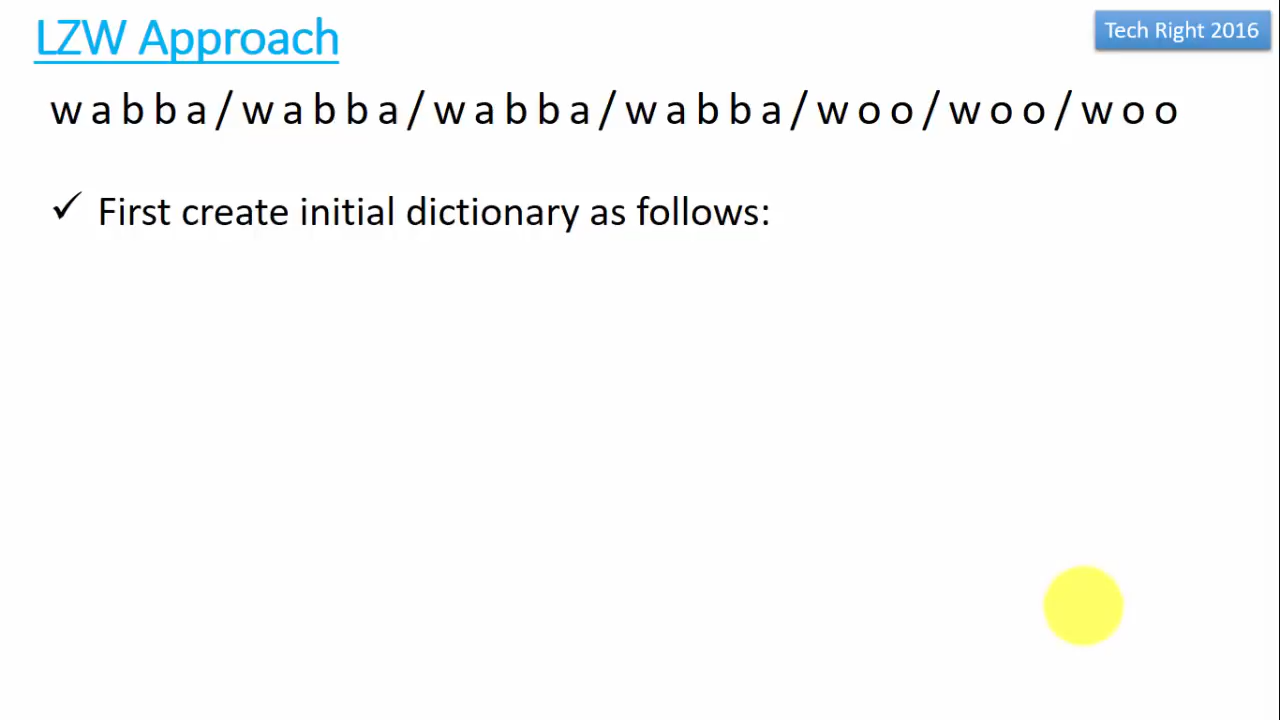 LZW Approach
Tech Right 2016
w a b b a / w a b b a / w a b b a / w a b b a / w o o / w o o / w o o
✓ First create initial dictionary as follows: